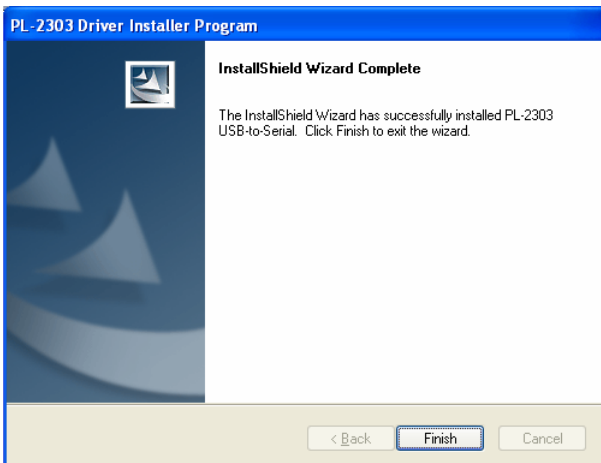 PL-2303 Driver Installer Program
InstallShield Wizard Complete
The InstallShield Wizard has successfully installed PL-2303
USB-to-Serial. Click Finish to exit the wizard.
< Back
Finish
Cancel